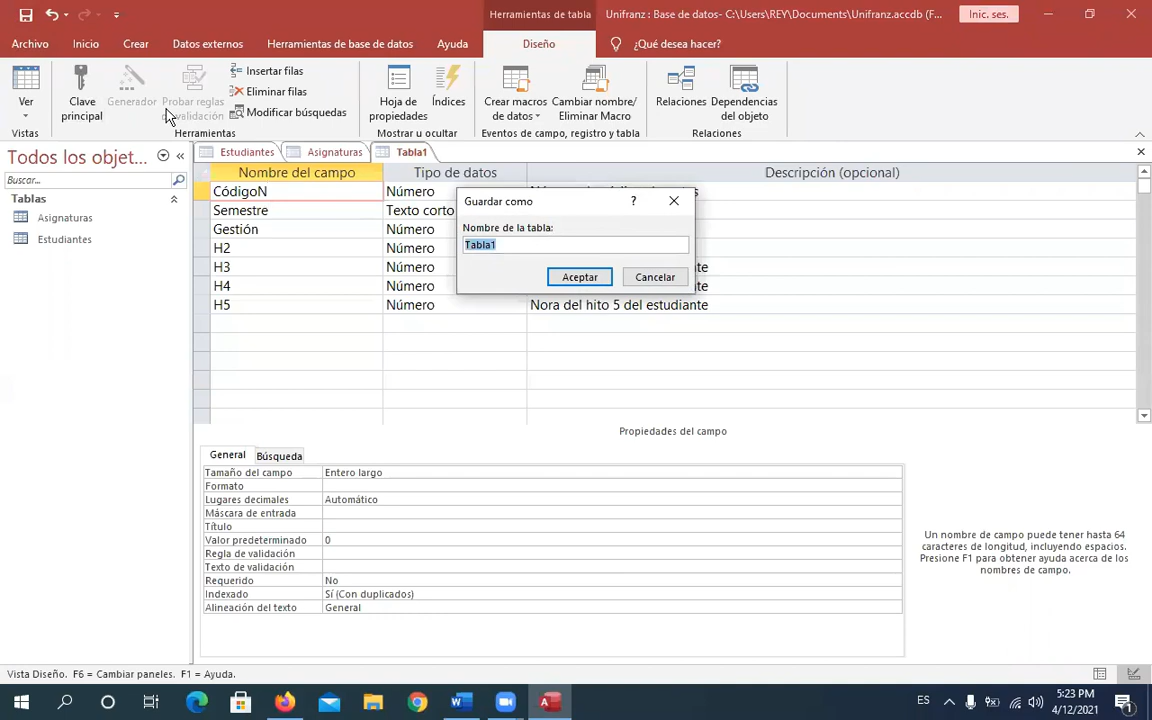 Herramientas de tabla
Unifranz : Base de datos- C:\Users\REY\Documents\Unifranz.accdb (F...
Inic. ses.
Archivo
Inicio
Crear
Datos externos
Herramientas de base de datos
Ayuda
Diseño
¿Qué desea hacer?
Ver
Clave principal
Generador
Probar reglas
validación
Insertar filas
Eliminar filas
Modificar búsquedas
Hoja de propiedades
Índices
Crear macros de datos
Cambiar nombre/ Eliminar Macro
Relaciones
Dependencias del objeto
Vistas
Herramientas
Mostrar u ocultar
Eventos de campo, registro y tabla
Relaciones
Todos los objet...
Buscar...
Tablas
Asignaturas
Estudiantes
Estudiantes
Asignaturas
Tabla1
Nombre del campo
Tipo de datos
Descripción (opcional)
CódigoN
Número
Semestre
Texto corto
Gestión
Número
H2
Número
H3
Número
H4
Número
H5
Número
Nora del hito 5 del estudiante
Guardar como
?
Nombre de la tabla:
Tabla1
Aceptar
Cancelar
Propiedades del campo
General
Búsqueda
Tamaño del campo
Entero largo
Formato
Lugares decimales
Automático
Máscara de entrada
Título
Valor predeterminado
0
Regla de validación
Texto de validación
Requerido
No
Indexado
Sí (Con duplicados)
Alineación del texto
General
Un nombre de campo puede tener hasta 64
caracteres de longitud, incluyendo espacios.
Presione F1 para obtener ayuda acerca de los
nombres de campo.
Vista Diseño. F6 = Cambiar paneles. F1 = Ayuda.
ES
5:23 PM
4/12/2021
1